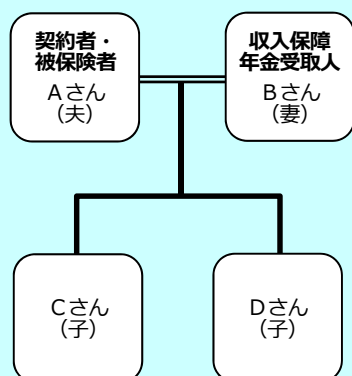 契約者・
被保険者
Aさん
（夫）
収入保障
年金受取人
Bさん
（妻）
Cさん
（子）
Dさん
（子）